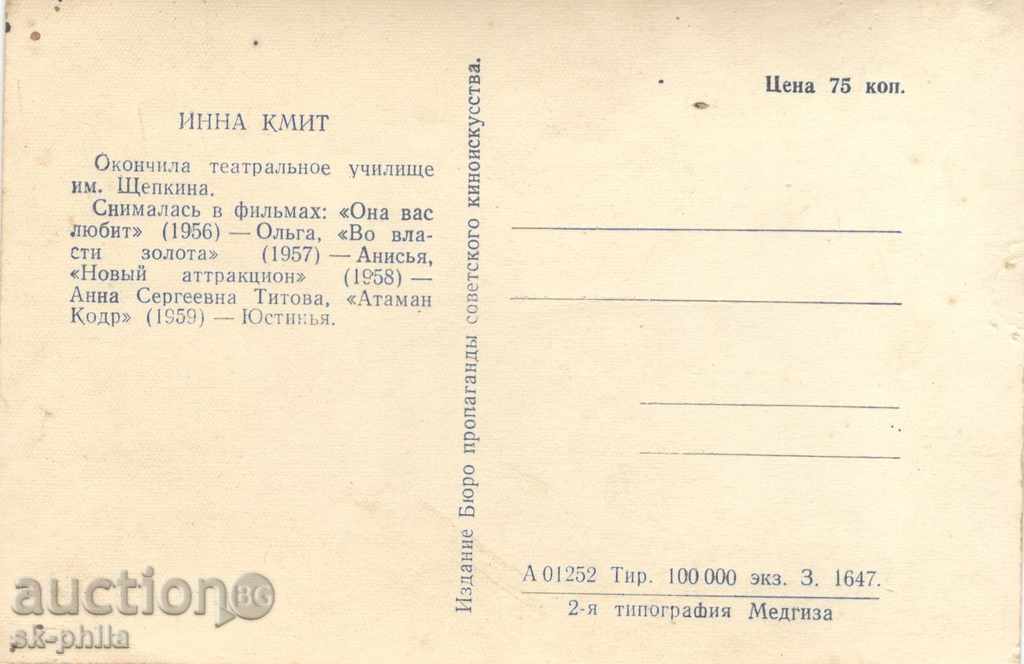 ИННА КМИТ
Окончила театральное училище
им. Щепкина.
Снималась в фильмах: «Она вас
любит» (1956) — Ольга, «Во вла-
сти золота» (1957) — Анисья,
«Новый аттракцион» (1958) —
Анна Сергеевна Титова, «Атаман
Кодр» (1959) — Юстинья.
Издание Бюро пропаганды советского киноискусства.
Цена 75 коп.
А 01252 Тир. 100 000 экз. З. 1647.
2-я типография Медгиза
auction BG
sk-phila